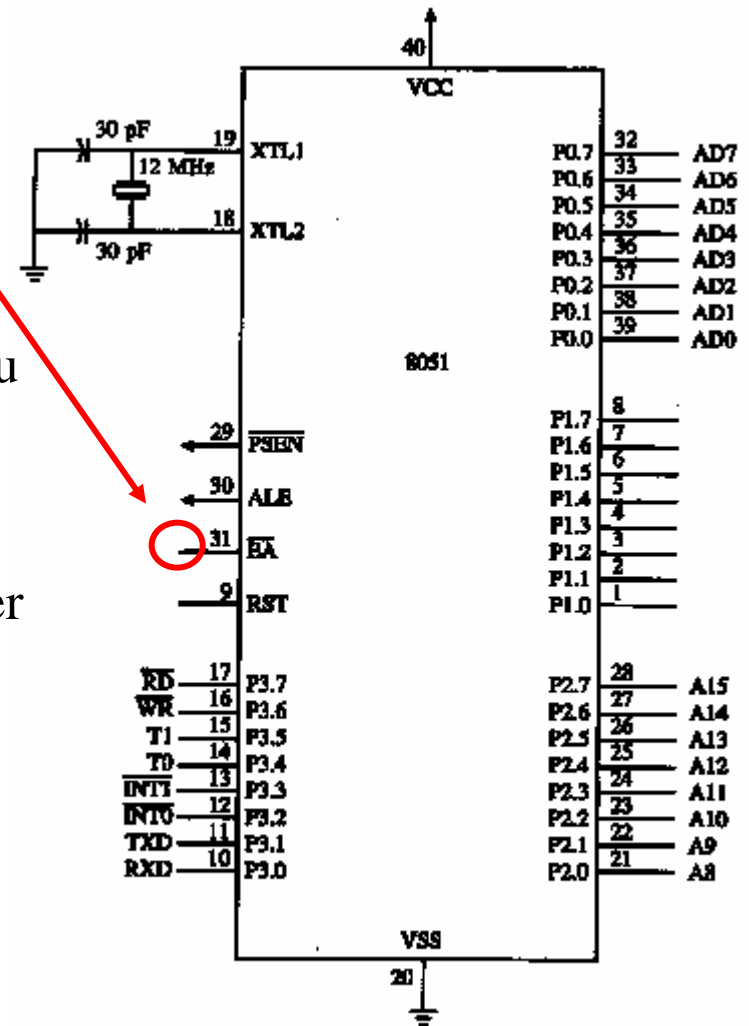 40
VCC
30 pF
19 XTL1
12 MHz
18 XTL2
30 pF
P0.7 32 AD7
P0.6 33 AD6
P0.5 34 AD5
P0.4 35 AD4
P0.3 36 AD3
P0.2 37 AD2
P0.1 38 AD1
P0.0 39 AD0
8051
u
29 PSEN
30 ALE
31 EA
er
9 RST
P1.7 8
P1.6 7
P1.5 6
P1.4 5
P1.3 4
P1.2 3
P1.1 2
P1.0 1
RD 17 P3.7
WR 16 P3.6
T1 15 P3.5
T0 14 P3.4
INT1 13 P3.3
INT0 12 P3.2
TXD 11 P3.1
RXD 10 P3.0
P2.7 28 A15
P2.6 27 A14
P2.5 26 A13
P2.4 25 A12
P2.3 24 A11
P2.2 23 A10
P2.1 22 A9
P2.0 21 A8
VSS
20